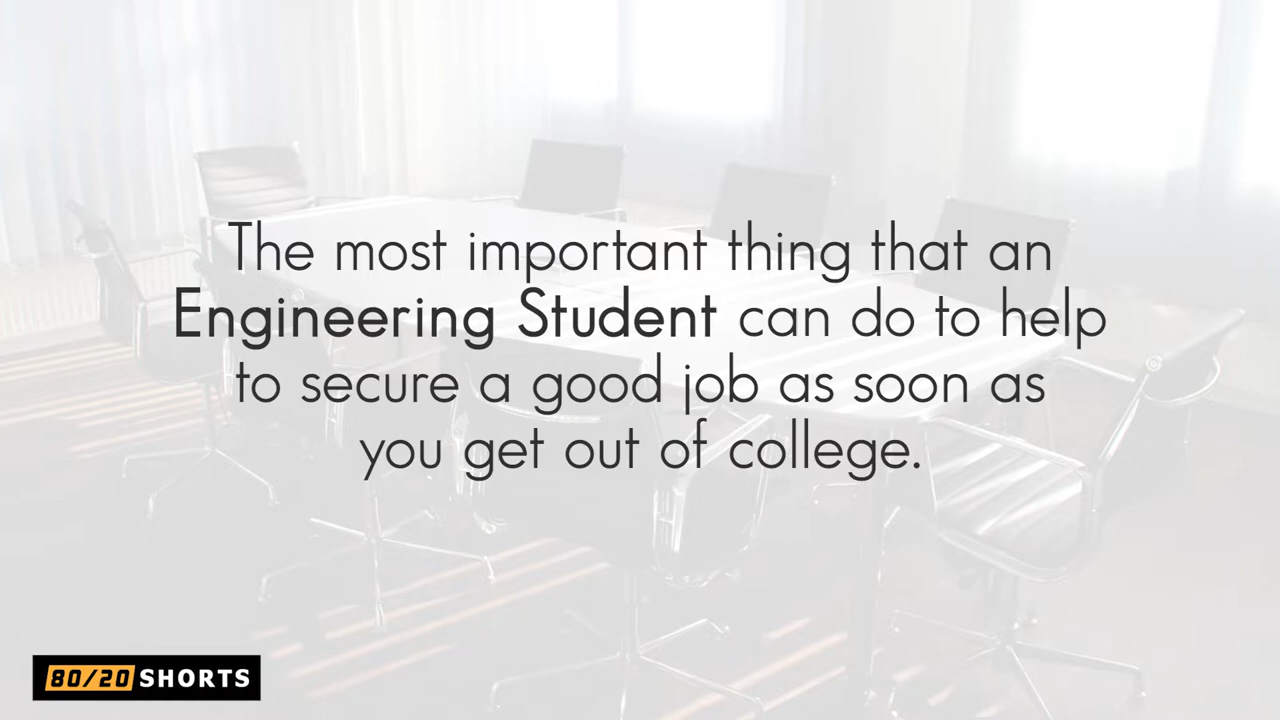 The most important thing that an
Engineering Student can do to help
to secure a good job as soon as
you get out of college.
80/20 SHORTS